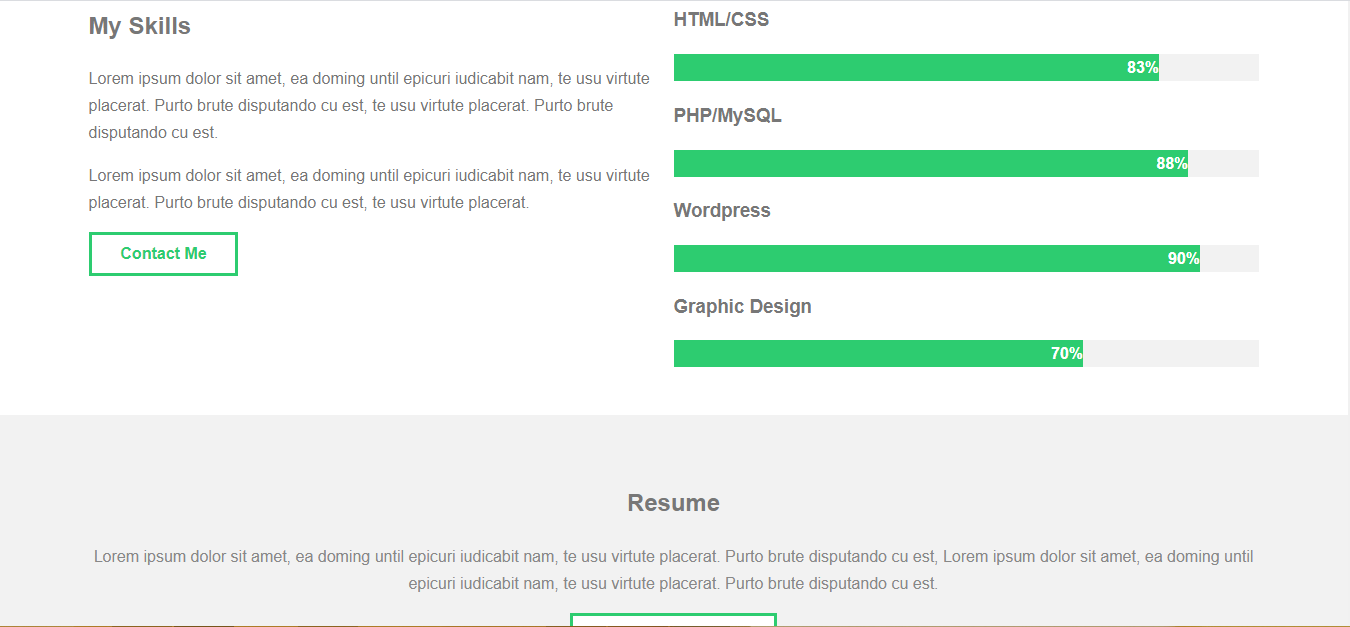 My Skills
Lorem ipsum dolor sit amet, ea doming until epicuri iudicabit nam, te usu virtute
placerat. Purto brute disputando cu est, te usu virtute placerat. Purto brute
disputando cu est.
Lorem ipsum dolor sit amet, ea doming until epicuri iudicabit nam, te usu virtute
placerat. Purto brute disputando cu est, te usu virtute placerat.
Contact Me
HTML/CSS
83%
PHP/MySQL
88%
Wordpress
90%
Graphic Design
70%
Resume
Lorem ipsum dolor sit amet, ea doming until epicuri iudicabit nam, te usu virtute placerat. Purto brute disputando cu est, Lorem ipsum dolor sit amet, ea doming until
epicuri iudicabit nam, te usu virtute placerat. Purto brute disputando cu est.